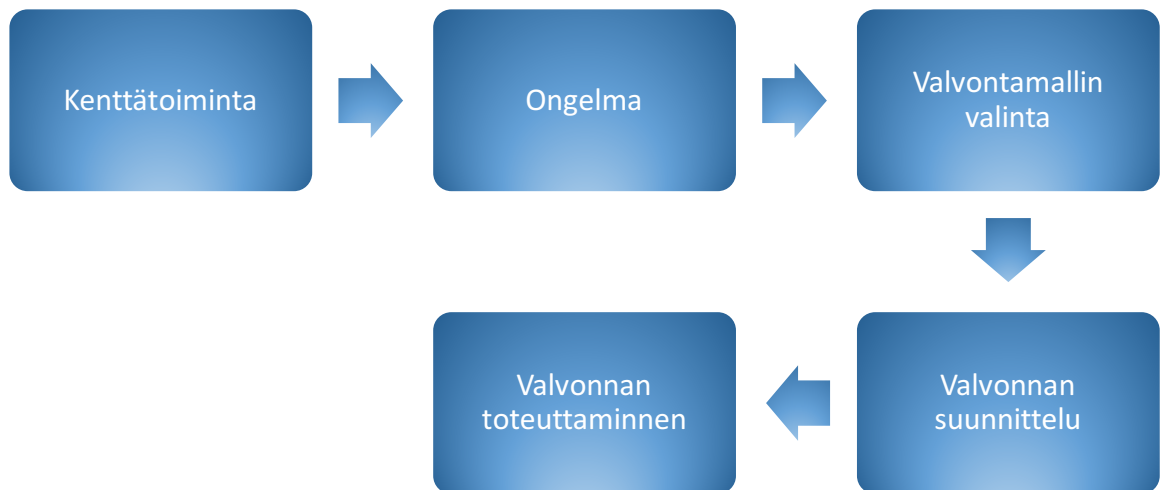 Kenttätoiminta
Ongelma
Valvontamallin
valinta
Valvonnan
suunnittelu
Valvonnan
toteuttaminnen